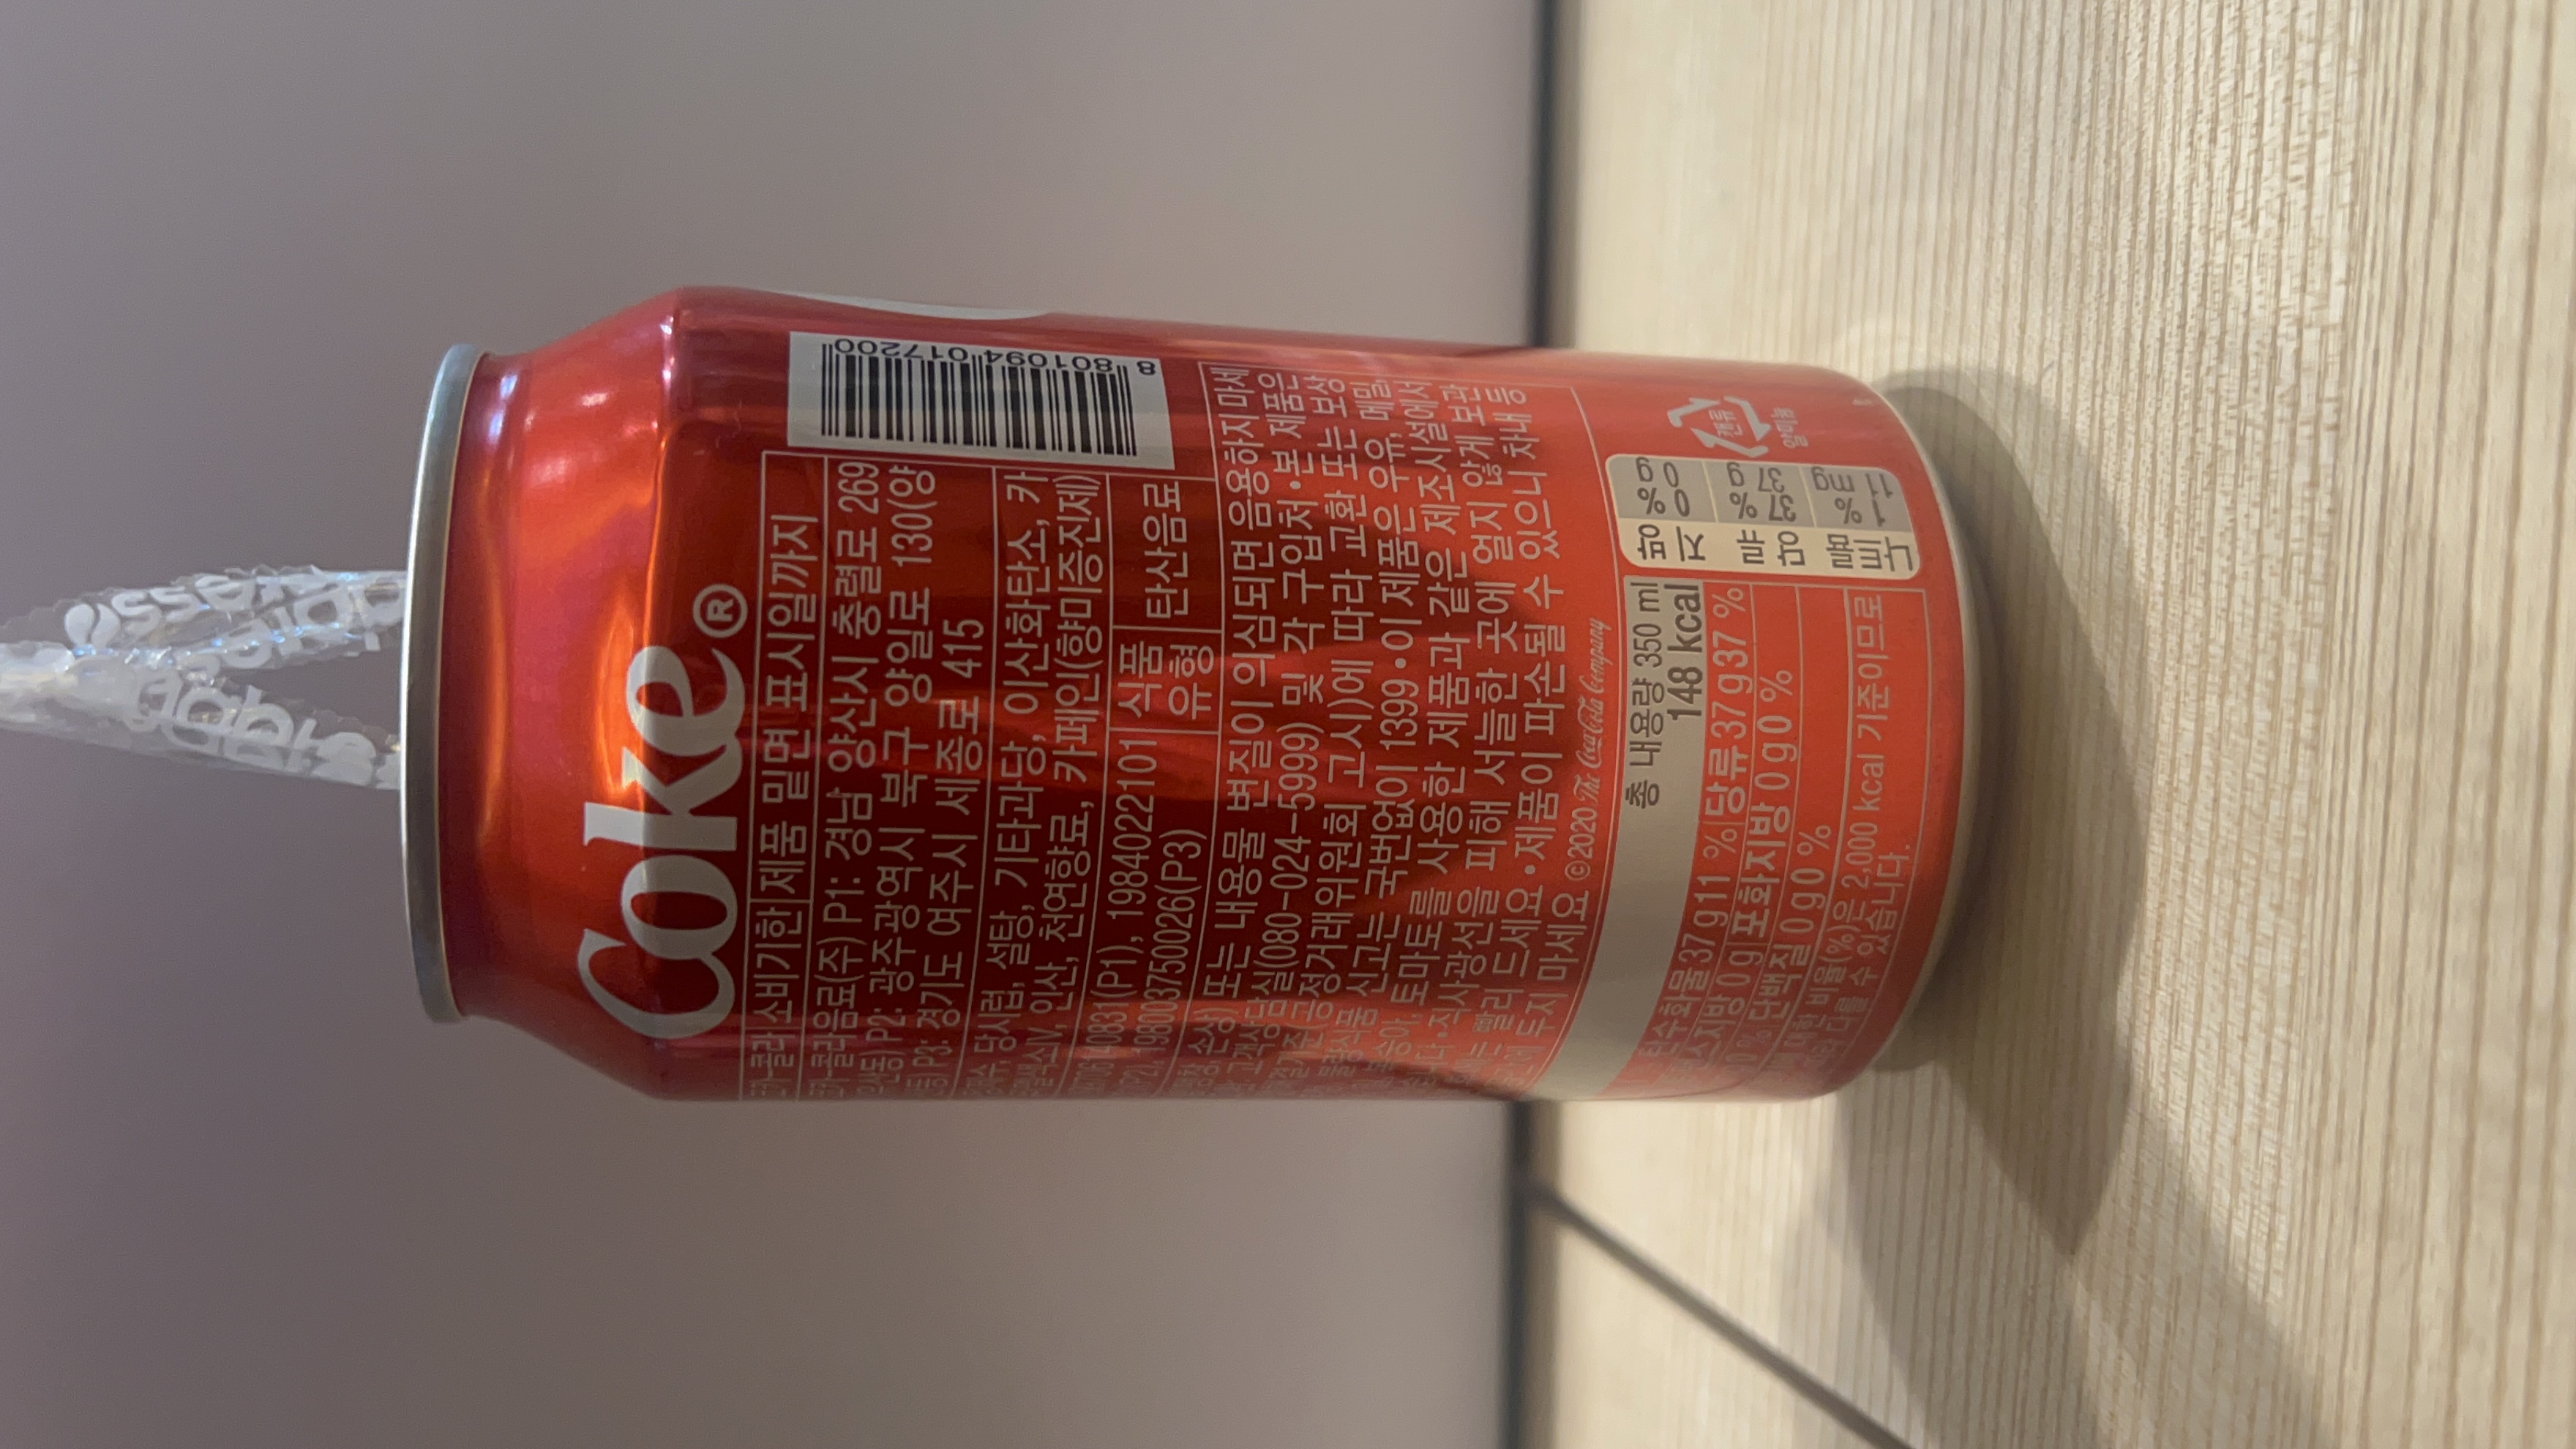 Coke®
소비기한 제품 밑면 표시일까지
코카-콜라음료(주) P1: 경남 양산시 충렬로 269
P2: 광주광역시 북구 양일로 130(양
P3: 경기도 여주시 세종로 415
당시럽, 설탕, 기타과당, 이산화탄소, 카
인산, 천연향료, 카페인(향미증진제)
40831(P1), 1984022101
(P2), 198003750026(P3)
식품
유형
탄산음료
손상) 또는 내용물 변질이 의심되면 음용하지 마세
고객상담실(080-024-5999) 및 각 구입처 •본 제품은
(공정거래위원회 고시)에 따라 교환 또는 보상
신고는 국번없이 1399 •이 제품은 우유, 메밀,
토마토를 사용한 제품과 같은 제조시설에서
•직사광선을 피해 서늘한 곳에 얼지 않게 보관
빨리 드세요 •제품이 파손될 수 있으니 차내 등
두지 마세요 ©2020 The Coca-Cola Company
총 내용량 350 ml
148 kcal
탄수화물 37 g 11 % 당류 37 g 37 %
0 g 포화지방 0 g 0 %
단백질 0 g 0 %
대한 비율(%)은 2,000 kcal 기준이므로
다를 수 있습니다.
나트륨 당류 지방
1 % 37 % 0 %
11 mg 37 g 0 g
8 801094 017200
캔류
알미늄